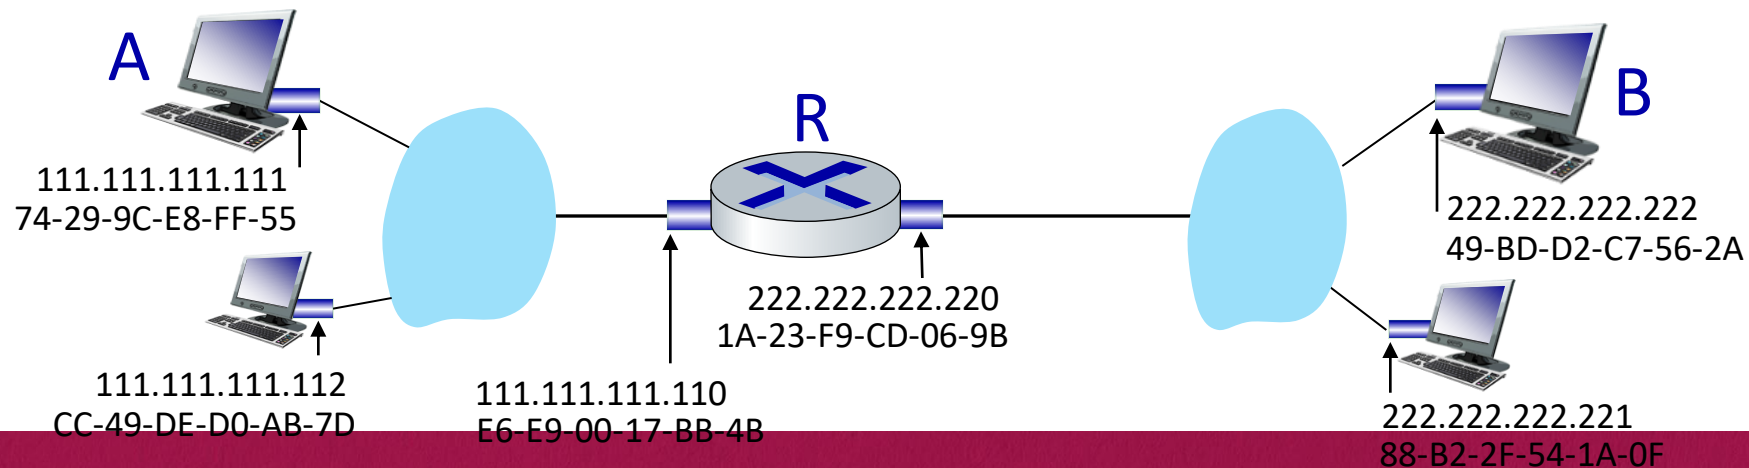 A
111.111.111.111
74-29-9C-E8-FF-55
111.111.111.112
CC-49-DE-D0-AB-7D
R
222.222.222.220
1A-23-F9-CD-06-9B
111.111.111.110
E6-E9-00-17-BB-4B
B
222.222.222.222
49-BD-D2-C7-56-2A
222.222.222.221
88-B2-2F-54-1A-0F